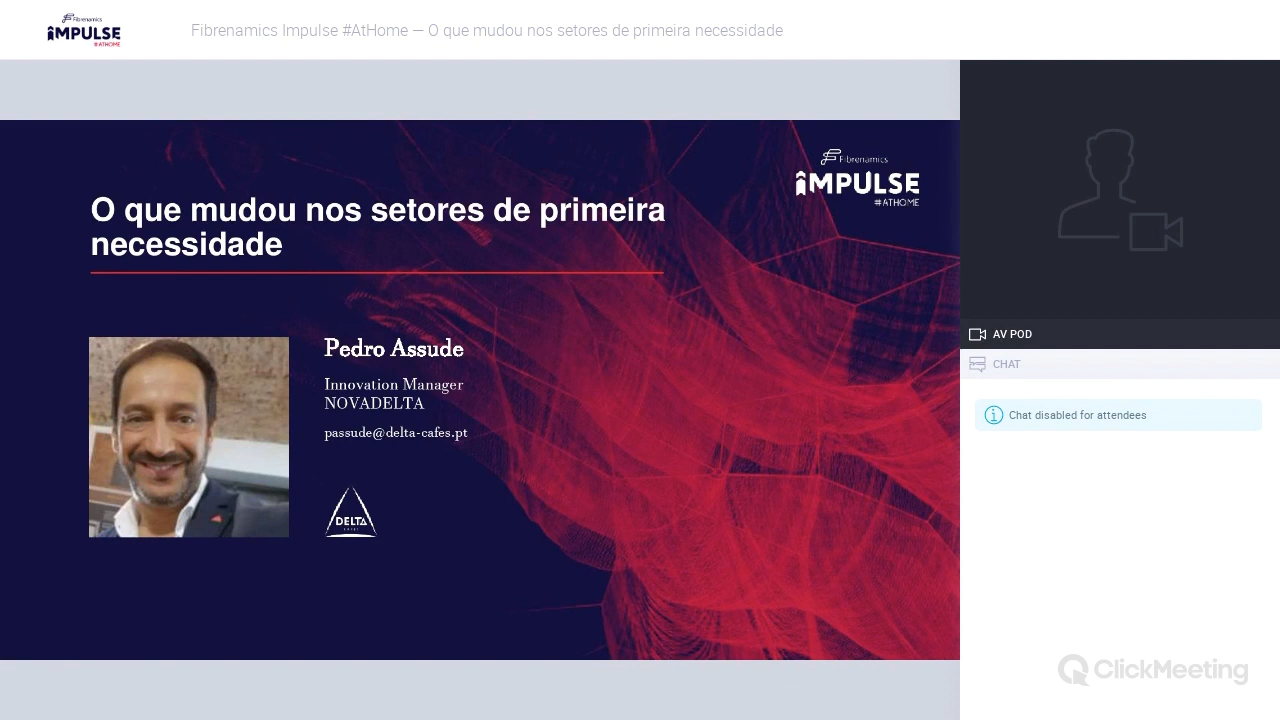 Fibrenamics
IMPULSE
#ATHOME
Fibrenamics Impulse #AtHome — O que mudou nos setores de primeira necessidade
Fibrenamics
IMPULSE
#ATHOME
O que mudou nos setores de primeira
necessidade
Pedro Assude
Innovation Manager
NOVADELTA
passude@delta-cafes.pt
DELTA
CAFÉS
AV POD
CHAT
Chat disabled for attendees
ClickMeeting